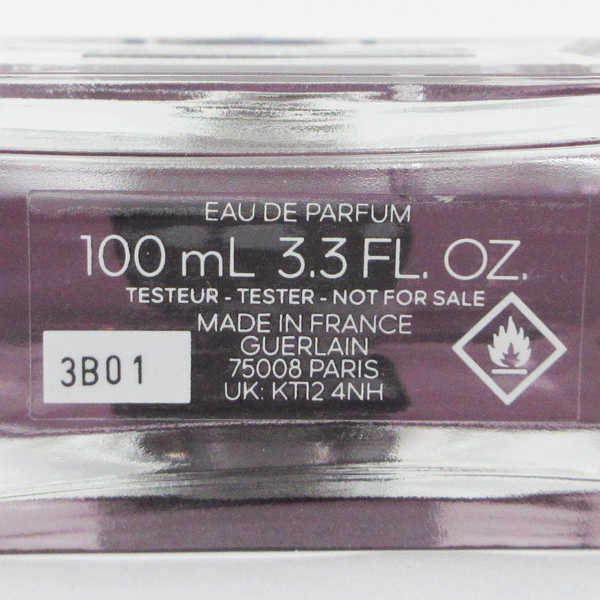 EAU DE PARFUM
100 mL 3.3 FL. OZ.
TESTEUR - TESTER - NOT FOR SALE
MADE IN FRANCE
GUERLAIN
75008 PARIS
UK: KT12 4NH
3B01